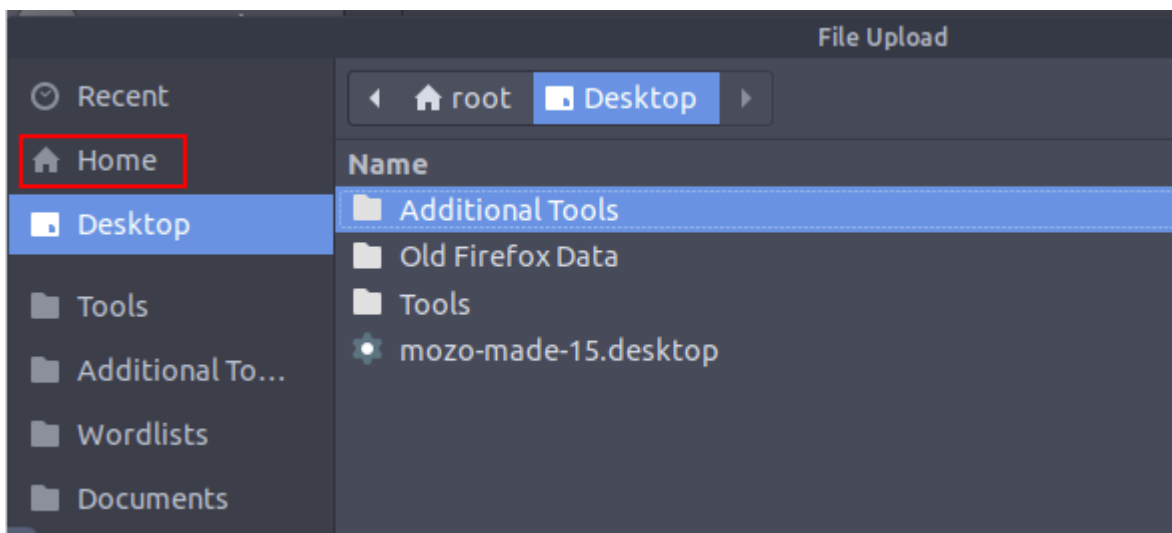 File Upload
Recent
Home
Desktop
Tools
Additional To...
Wordlists
Documents
root Desktop
Name
Additional Tools
Old Firefox Data
Tools
mozo-made-15.desktop